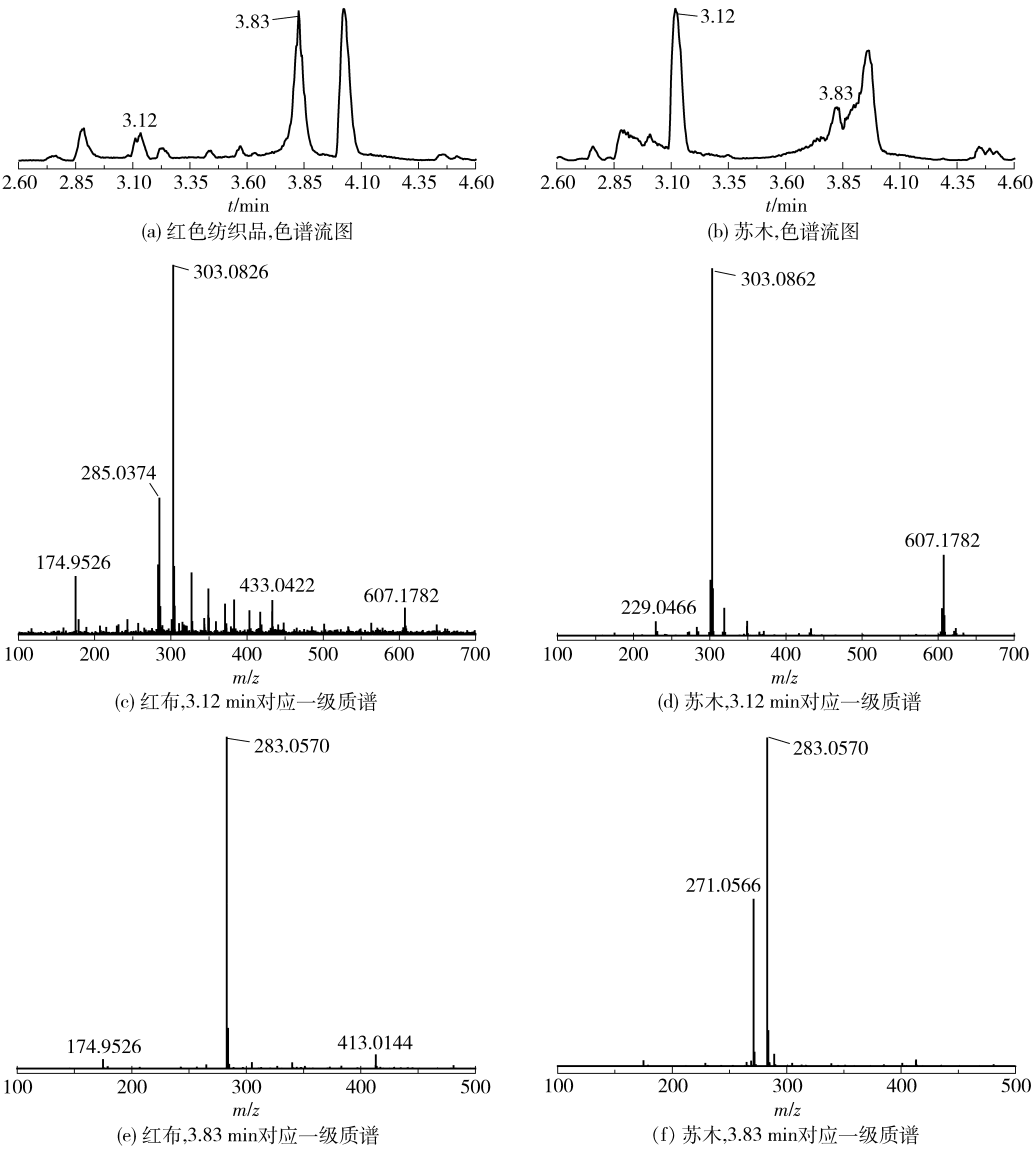 3.83
3.12
2.60 2.85 3.10 3.35 3.60 3.85 4.10 4.35 4.60
t/min
(a) 红色纺织品,色谱流图
3.12
3.83
2.60 2.85 3.10 3.35 3.60 3.85 4.10 4.35 4.60
t/min
(b) 苏木,色谱流图
303.0826
285.0374
174.9526
433.0422
607.1782
100 200 300 400 500 600 700
m/z
(c) 红布,3.12 min对应一级质谱
303.0862
607.1782
229.0466
100 200 300 400 500 600 700
m/z
(d) 苏木,3.12 min对应一级质谱
283.0570
174.9526
413.0144
100 200 300 400 500
m/z
(e) 红布,3.83 min对应一级质谱
283.0570
271.0566
100 200 300 400 500
m/z
(f) 苏木,3.83 min对应一级质谱